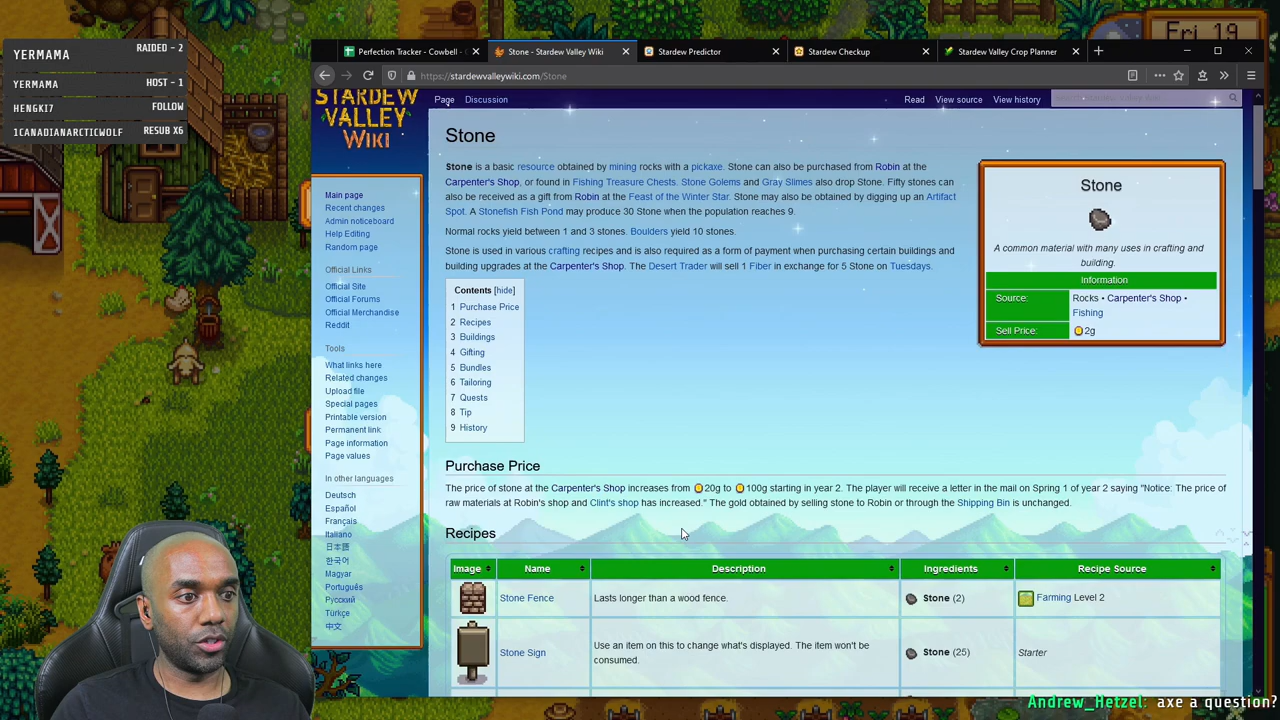 YERMAMA
RAIDED - 2
YERMAMA
HOST - 1
HENGKI7
FOLLOW
1CANADIANARCTICWOLF
RESUB X6
Fri 19
Perfection Tracker - Cowbell -
Stone - Stardew Valley Wiki
Stardew Predictor
Stardew Checkup
Stardew Valley Crop Planner
https://stardewvalleywiki.com/Stone
STARDEW
VALLEY
WIKI
Page
Discussion
Read
View source
View history
Main page
Recent changes
Admin noticeboard
Help Editing
Random page
Official Links
Official Site
Official Forums
Official Merchandise
Reddit
Tools
What links here
Related changes
Upload file
Special pages
Printable version
Permanent link
Page information
Page values
In other languages
Deutsch
Español
Français
Italiano
日本語
한국어
Magyar
Português
Русский
Türkçe
中文
Stone
Stone is a basic resource obtained by mining rocks with a pickaxe. Stone can also be purchased from Robin at the
Carpenter's Shop, or found in Fishing Treasure Chests. Stone Golems and Gray Slimes also drop Stone. Fifty stones can
also be received as a gift from Robin at the Feast of the Winter Star. Stone may also be obtained by digging up an Artifact
Spot. A Stonefish Fish Pond may produce 30 Stone when the population reaches 9.
Normal rocks yield between 1 and 3 stones. Boulders yield 10 stones.
Stone is used in various crafting recipes and is also required as a form of payment when purchasing certain buildings and
building upgrades at the Carpenter's Shop. The Desert Trader will sell 1 Fiber in exchange for 5 Stone on Tuesdays.
Contents [hide]
1 Purchase Price
2 Recipes
3 Buildings
4 Gifting
5 Bundles
6 Tailoring
7 Quests
8 Tip
9 History
Stone
A common material with many uses in crafting and
building.
Information
Source:
Rocks • Carpenter's Shop •
Fishing
Sell Price:
2g
Purchase Price
The price of stone at the Carpenter's Shop increases from 20g to 100g starting in year 2. The player will receive a letter in the mail on Spring 1 of year 2 saying "Notice: The price of
raw materials at Robin's shop and Clint's shop has increased." The gold obtained by selling stone to Robin or through the Shipping Bin is unchanged.
Recipes
Image
Name
Description
Ingredients
Recipe Source
Stone Fence
Lasts longer than a wood fence.
Stone (2)
Farming Level 2
Stone Sign
Use an item on this to change what's displayed. The item won't be
consumed.
Stone (25)
Starter
Andrew_Hetzel: axe a question?